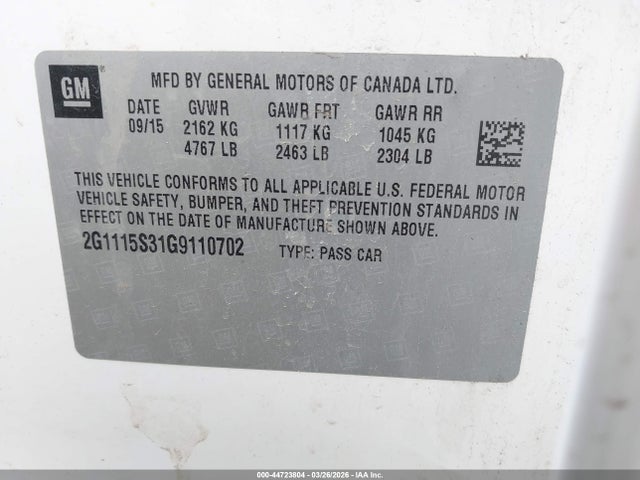 GM
MFD BY GENERAL MOTORS OF CANADA LTD.
DATE GVWR GAWR FRT GAWR RR
09/15 2162 KG 1117 KG 1045 KG
4767 LB 2463 LB 2304 LB
THIS VEHICLE CONFORMS TO ALL APPLICABLE U.S. FEDERAL MOTOR
VEHICLE SAFETY, BUMPER, AND THEFT PREVENTION STANDARDS IN
EFFECT ON THE DATE OF MANUFACTURE SHOWN ABOVE.
2G1115S31G9110702 TYPE: PASS CAR
000-44723804 | 03/26/2026 | IAA Inc.